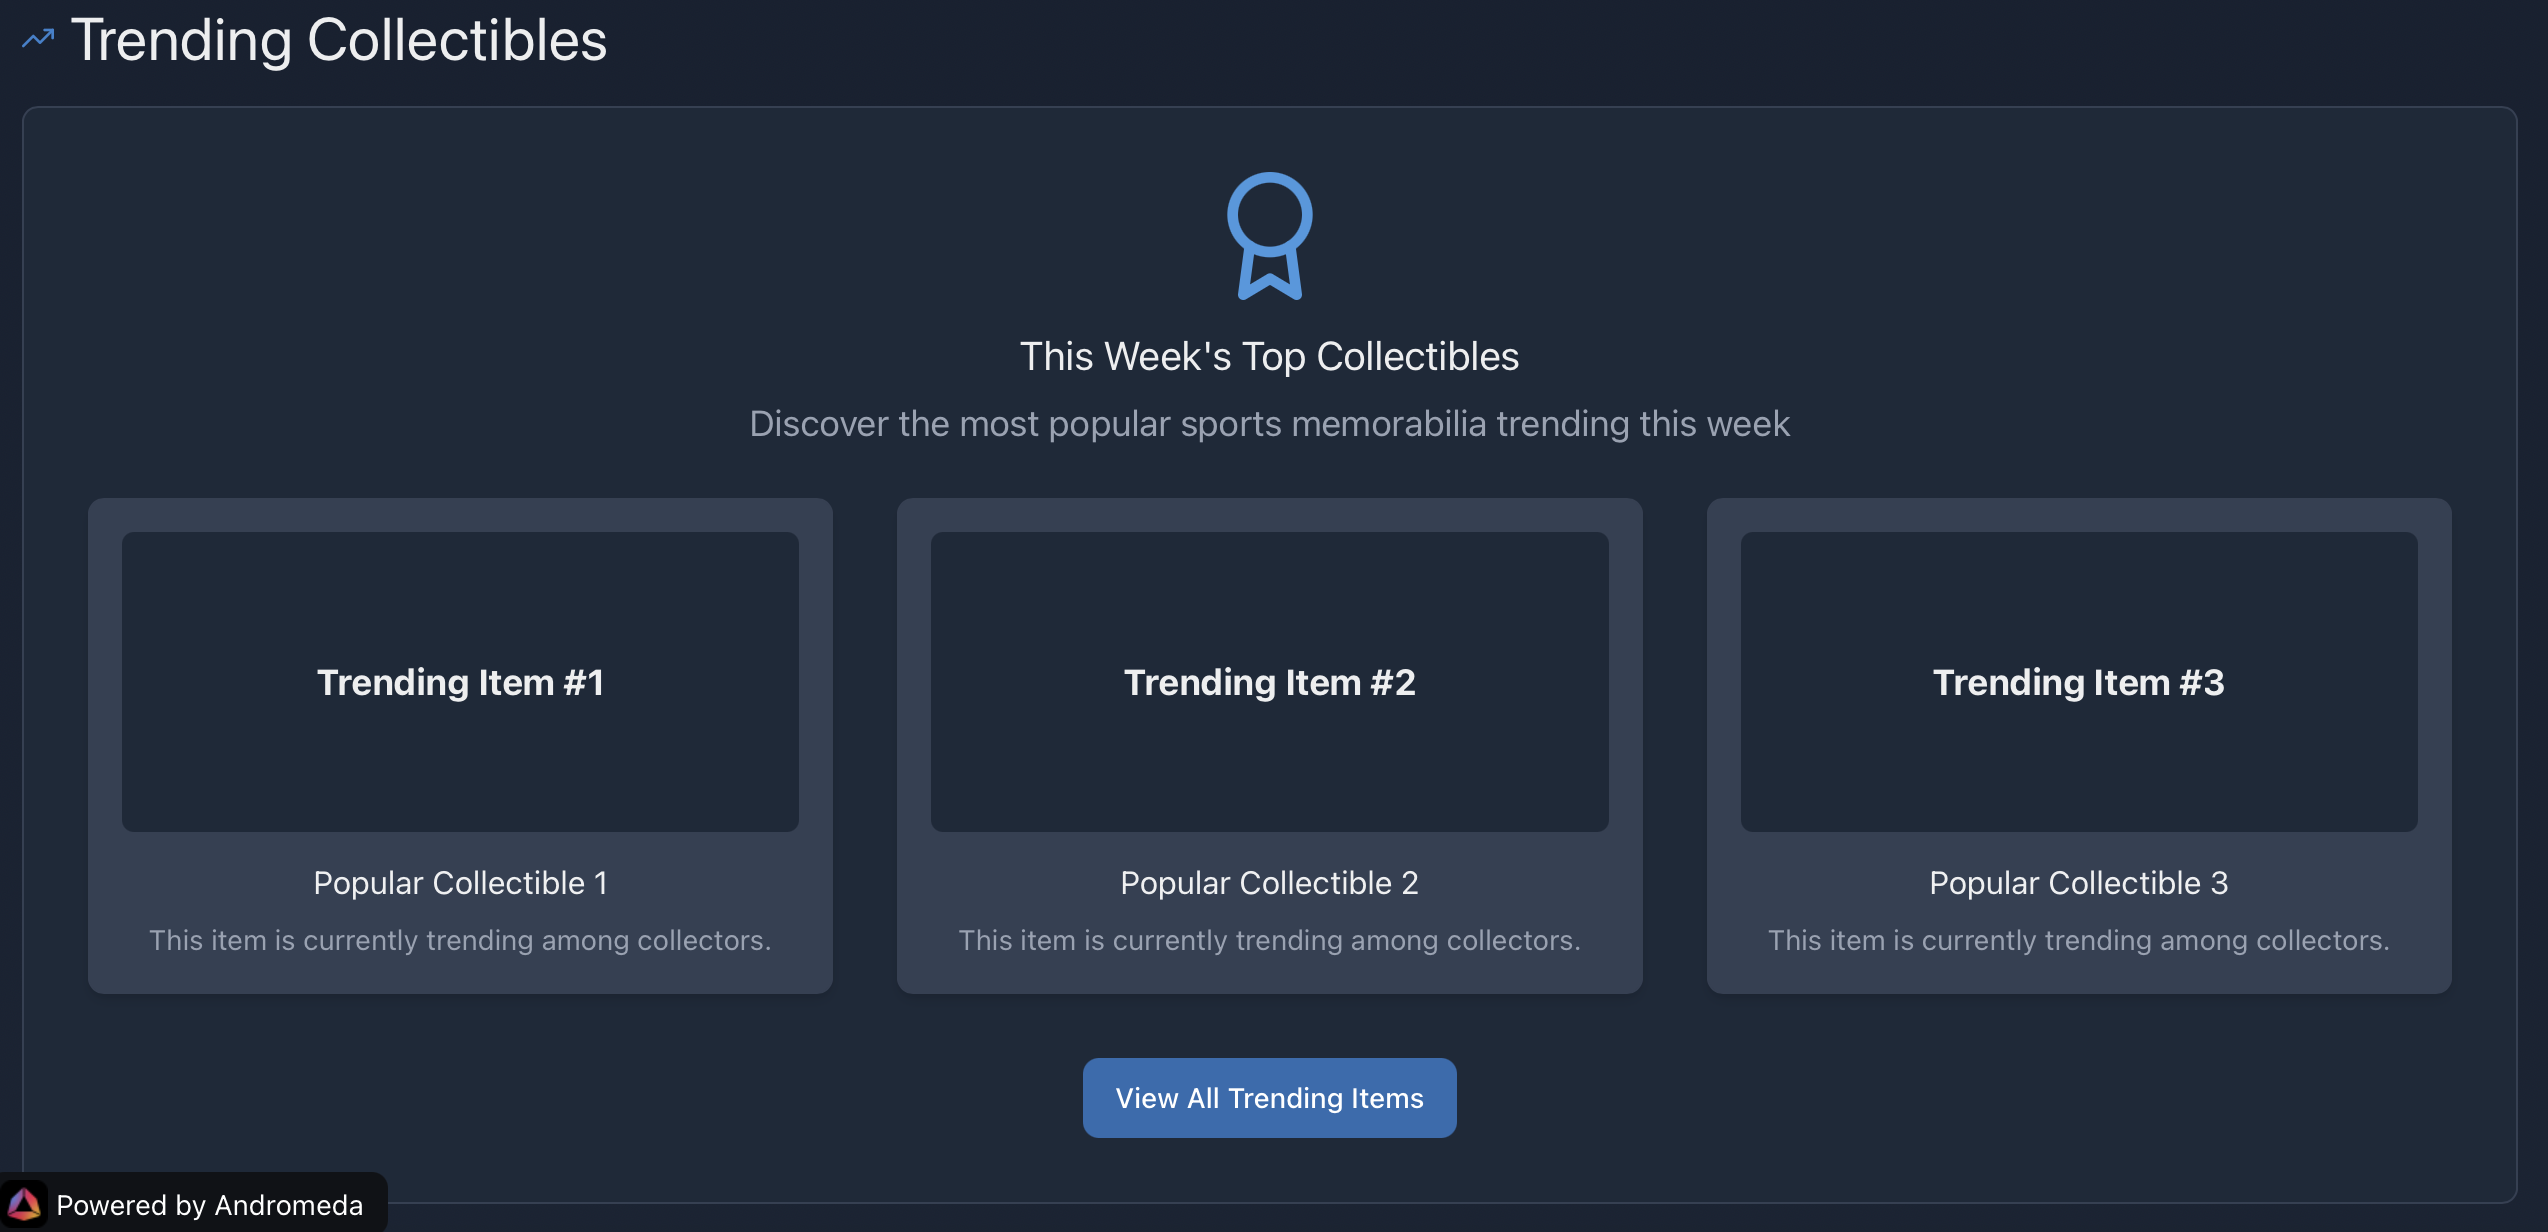 Trending Collectibles
This Week's Top Collectibles
Discover the most popular sports memorabilia trending this week
Trending Item #1
Popular Collectible 1
This item is currently trending among collectors.
Trending Item #2
Popular Collectible 2
This item is currently trending among collectors.
Trending Item #3
Popular Collectible 3
This item is currently trending among collectors.
View All Trending Items
Powered by Andromeda